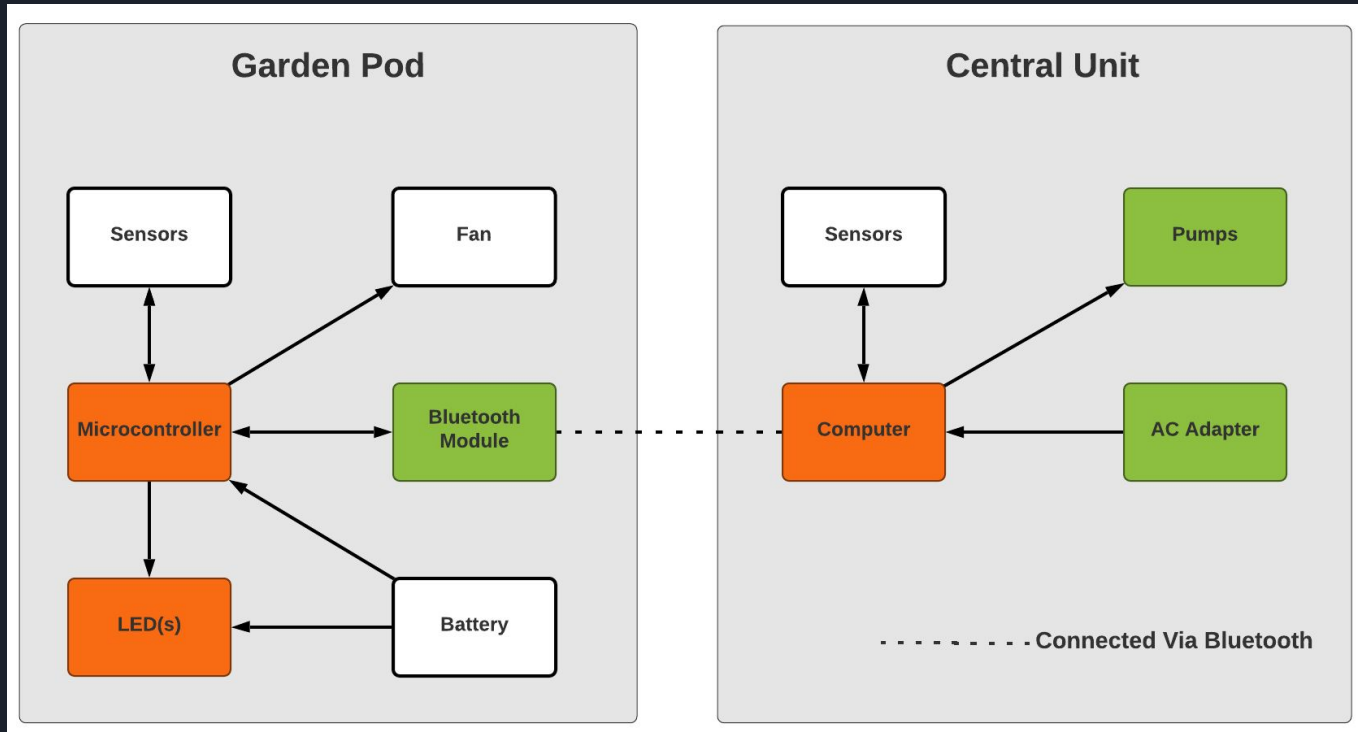 Garden Pod
Sensors
Fan
Microcontroller
Bluetooth
Module
LED(s)
Battery
Central Unit
Sensors
Pumps
Computer
AC Adapter
Connected Via Bluetooth